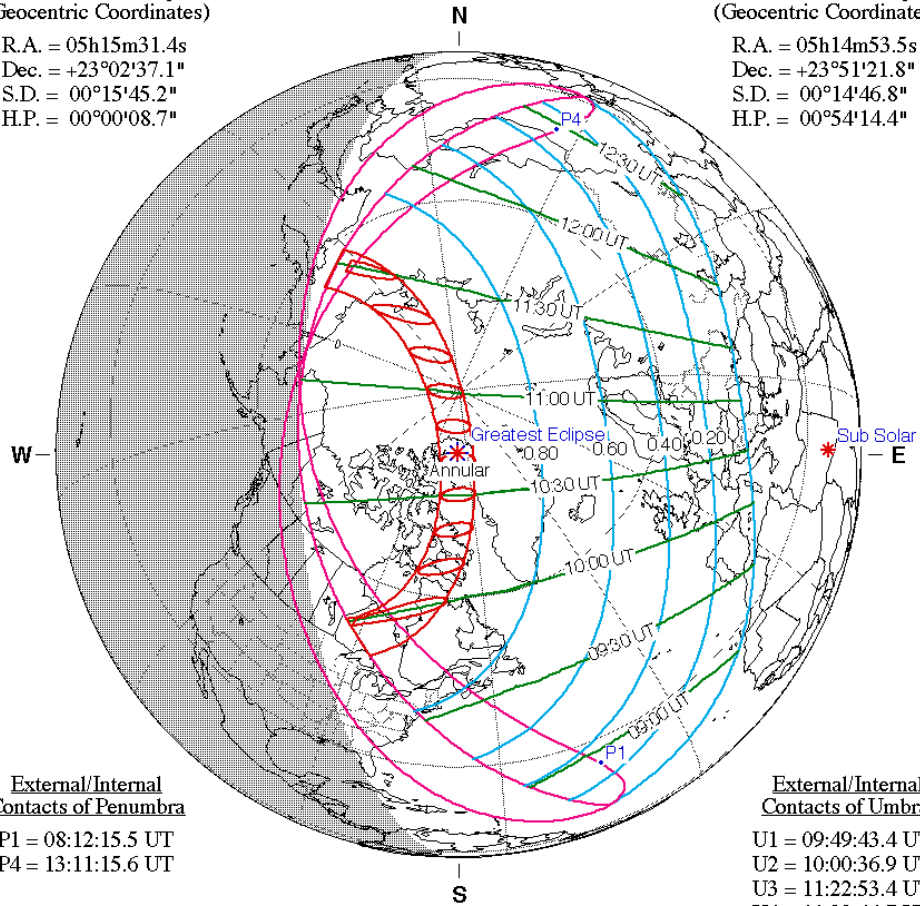 Geocentric Coordinates)
R.A. = 05h15m31.4s
Dec. = +23°02'37.1"
S.D. = 00°15'45.2"
H.P. = 00°00'08.7"
N
(Geocentric Coordinates)
R.A. = 05h14m53.5s
Dec. = +23°51'21.8"
S.D. = 00°14'46.8"
H.P. = 00°54'14.4"
P4
12:30 UT
12:00 UT
11:30 UT
11:00 UT
W
Greatest Eclipse
Annular
0.80
0.60
0.40
0.20
Sub Solar
E
10:30 UT
10:00 UT
09:30 UT
09:00 UT
P1
External/Internal
Contacts of Penumbra
P1 = 08:12:15.5 UT
P4 = 13:11:15.6 UT
S
External/Interna
Contacts of Umbra
U1 = 09:49:43.4 U
U2 = 10:00:36.9 U
U3 = 11:22:53.4 U